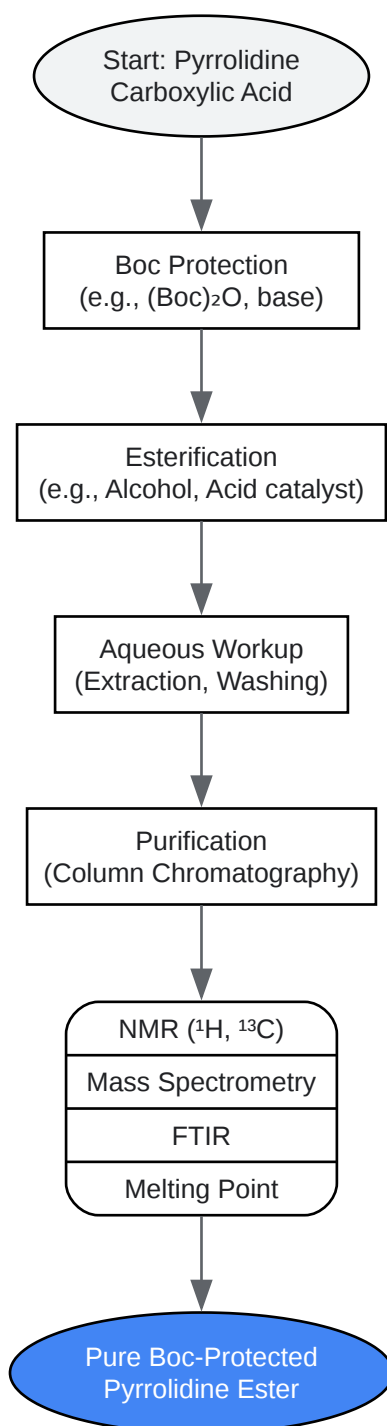 Start: Pyrrolidine
Carboxylic Acid
Boc Protection
(e.g., (Boc)₂O, base)
Esterification
(e.g., Alcohol, Acid catalyst)
Aqueous Workup
(Extraction, Washing)
Purification
(Column Chromatography)
NMR (¹H, ¹³C)
Mass Spectrometry
FTIR
Melting Point
Pure Boc-Protected
Pyrrolidine Ester